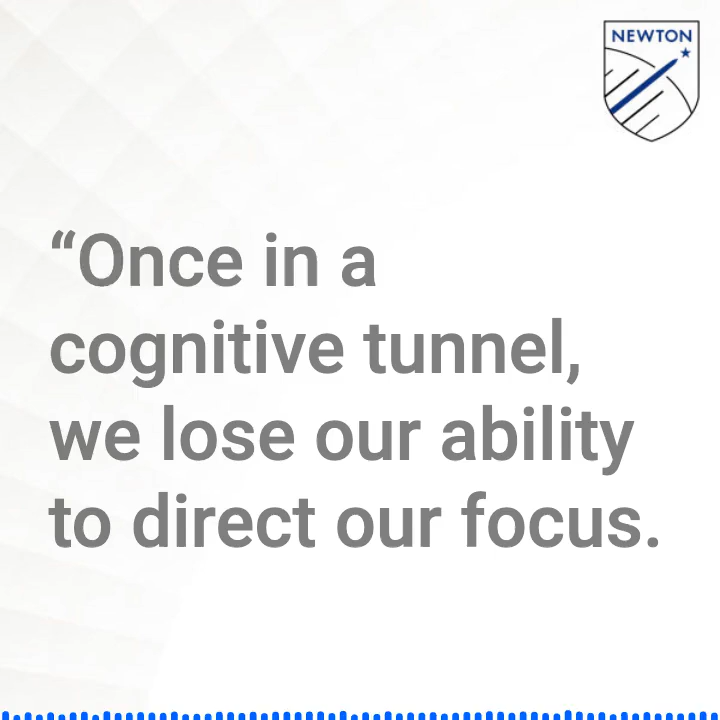 NEWTON
“Once in a
cognitive tunnel,
we lose our ability
to direct our focus.